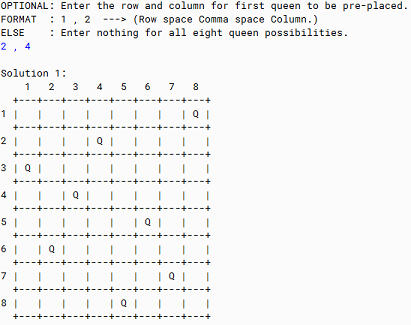 OPTIONAL: Enter the row and column for first queen to be pre-placed.
FORMAT  : 1 , 2  ---> (Row space Comma space Column.)
ELSE    : Enter nothing for all eight queen possibilities.
2 , 4

Solution 1:
    1   2   3   4   5   6   7   8
  +---+---+---+---+---+---+---+---+
1 |   |   |   |   |   |   |   | Q |
  +---+---+---+---+---+---+---+---+
2 |   |   |   | Q |   |   |   |   |
  +---+---+---+---+---+---+---+---+
3 | Q |   |   |   |   |   |   |   |
  +---+---+---+---+---+---+---+---+
4 |   |   | Q |   |   |   |   |   |
  +---+---+---+---+---+---+---+---+
5 |   |   |   |   |   | Q |   |   |
  +---+---+---+---+---+---+---+---+
6 |   | Q |   |   |   |   |   |   |
  +---+---+---+---+---+---+---+---+
7 |   |   |   |   |   |   | Q |   |
  +---+---+---+---+---+---+---+---+
8 |   |   |   |   | Q |   |   |   |
  +---+---+---+---+---+---+---+---+